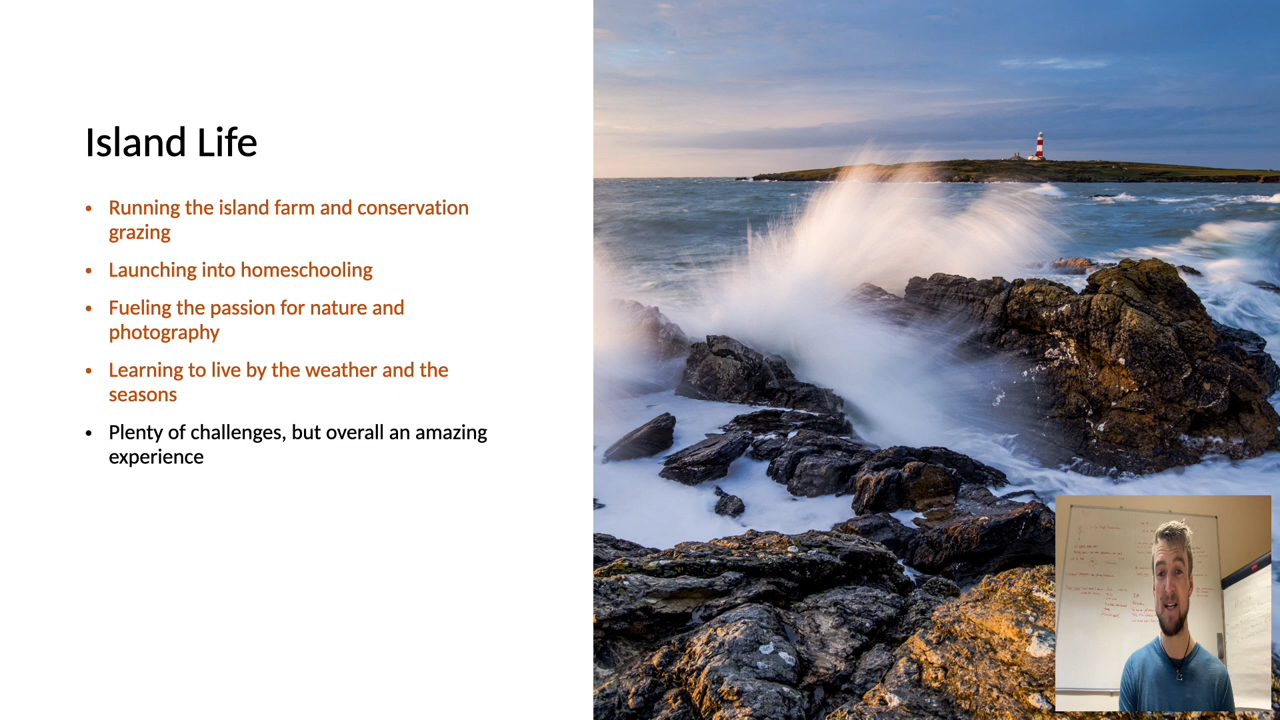 Island Life
• Running the island farm and conservation
grazing
• Launching into homeschooling
• Fueling the passion for nature and
photography
• Learning to live by the weather and the
seasons
• Plenty of challenges, but overall an amazing
experience